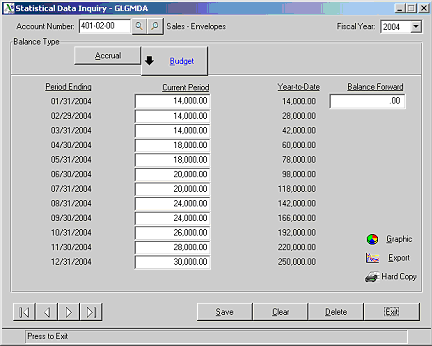 Statistical Data Inquiry - GLGMDA
Account Number: 401-02-00 Sales - Envelopes Fiscal Year: 2004
Balance Type
Accrual Budget
Period Ending Current Period Year-to-Date Balance Forward
01/31/2004 14,000.00 14,000.00 .00
02/29/2004 14,000.00 28,000.00
03/31/2004 14,000.00 42,000.00
04/30/2004 18,000.00 60,000.00
05/31/2004 18,000.00 78,000.00
06/30/2004 20,000.00 98,000.00
07/31/2004 20,000.00 118,000.00
08/31/2004 24,000.00 142,000.00
09/30/2004 24,000.00 166,000.00
10/31/2004 26,000.00 192,000.00
11/30/2004 28,000.00 220,000.00
12/31/2004 30,000.00 250,000.00
Graphic
Export
Hard Copy
Save Clear Delete Exit
Press to Exit